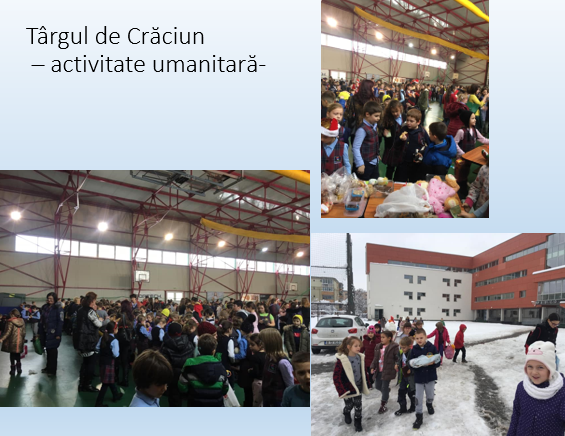 Târgul de Crăciun
– activitate umanitară-